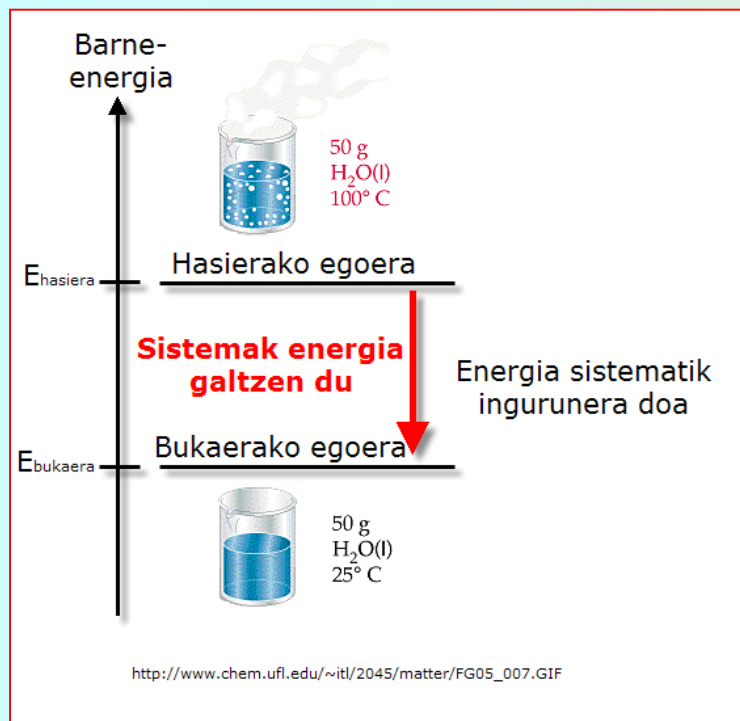 Barne-
energia
50 g
H₂O(l)
100° C
Hasierako egoera
Ehasiera
Sistemak energia
galtzen du
Energia sistematik
ingurunera doa
Bukaerako egoera
Ebukaera
50 g
H₂O(l)
25° C
http://www.chem.ufl.edu/~itl/2045/matter/FG05_007.GIF